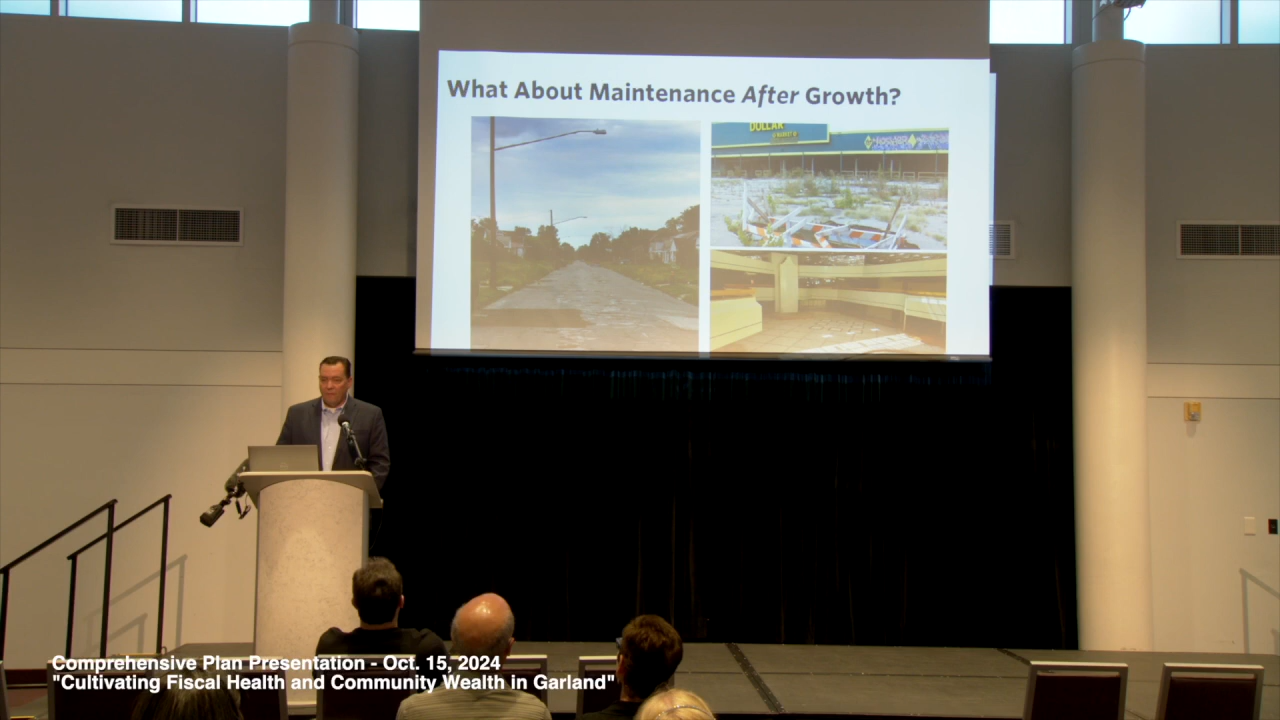 What About Maintenance After Growth?
DOLLAR
Comprehensive Plan Presentation - Oct. 15, 2024
"Cultivating Fiscal Health and Community Wealth in Garland"